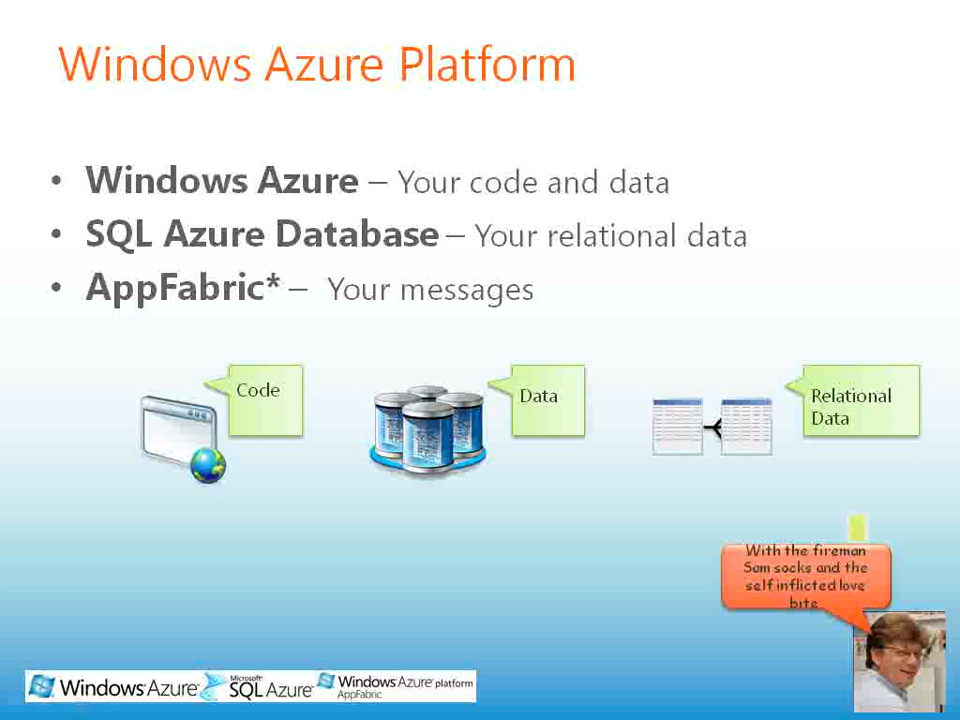 Windows Azure Platform
• Windows Azure – Your code and data
• SQL Azure Database – Your relational data
• AppFabric* – Your messages
Code
Data
Relational
Data
With the fireman
Sam socks and the
self inflicted love
bite
Windows Azure
Microsoft
SQL Azure
Windows Azure platform
AppFabric